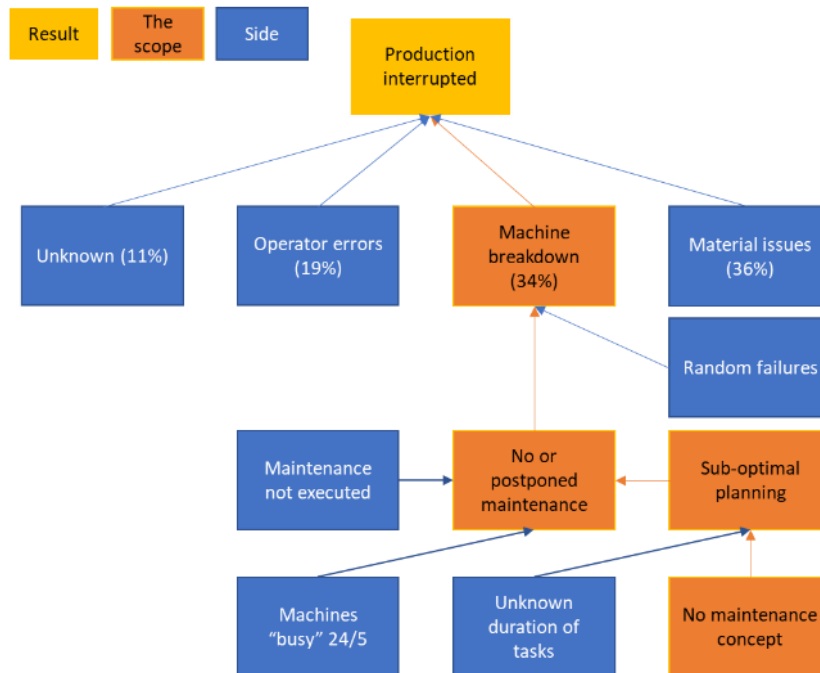 Result
The
scope
Side
Production
interrupted
Unknown (11%)
Operator errors
(19%)
Machine
breakdown
(34%)
Material issues
(36%)
Random failures
Maintenance
not executed
No or
postponed
maintenance
Sub-optimal
planning
Machines
“busy” 24/5
Unknown
duration of
tasks
No maintenance
concept